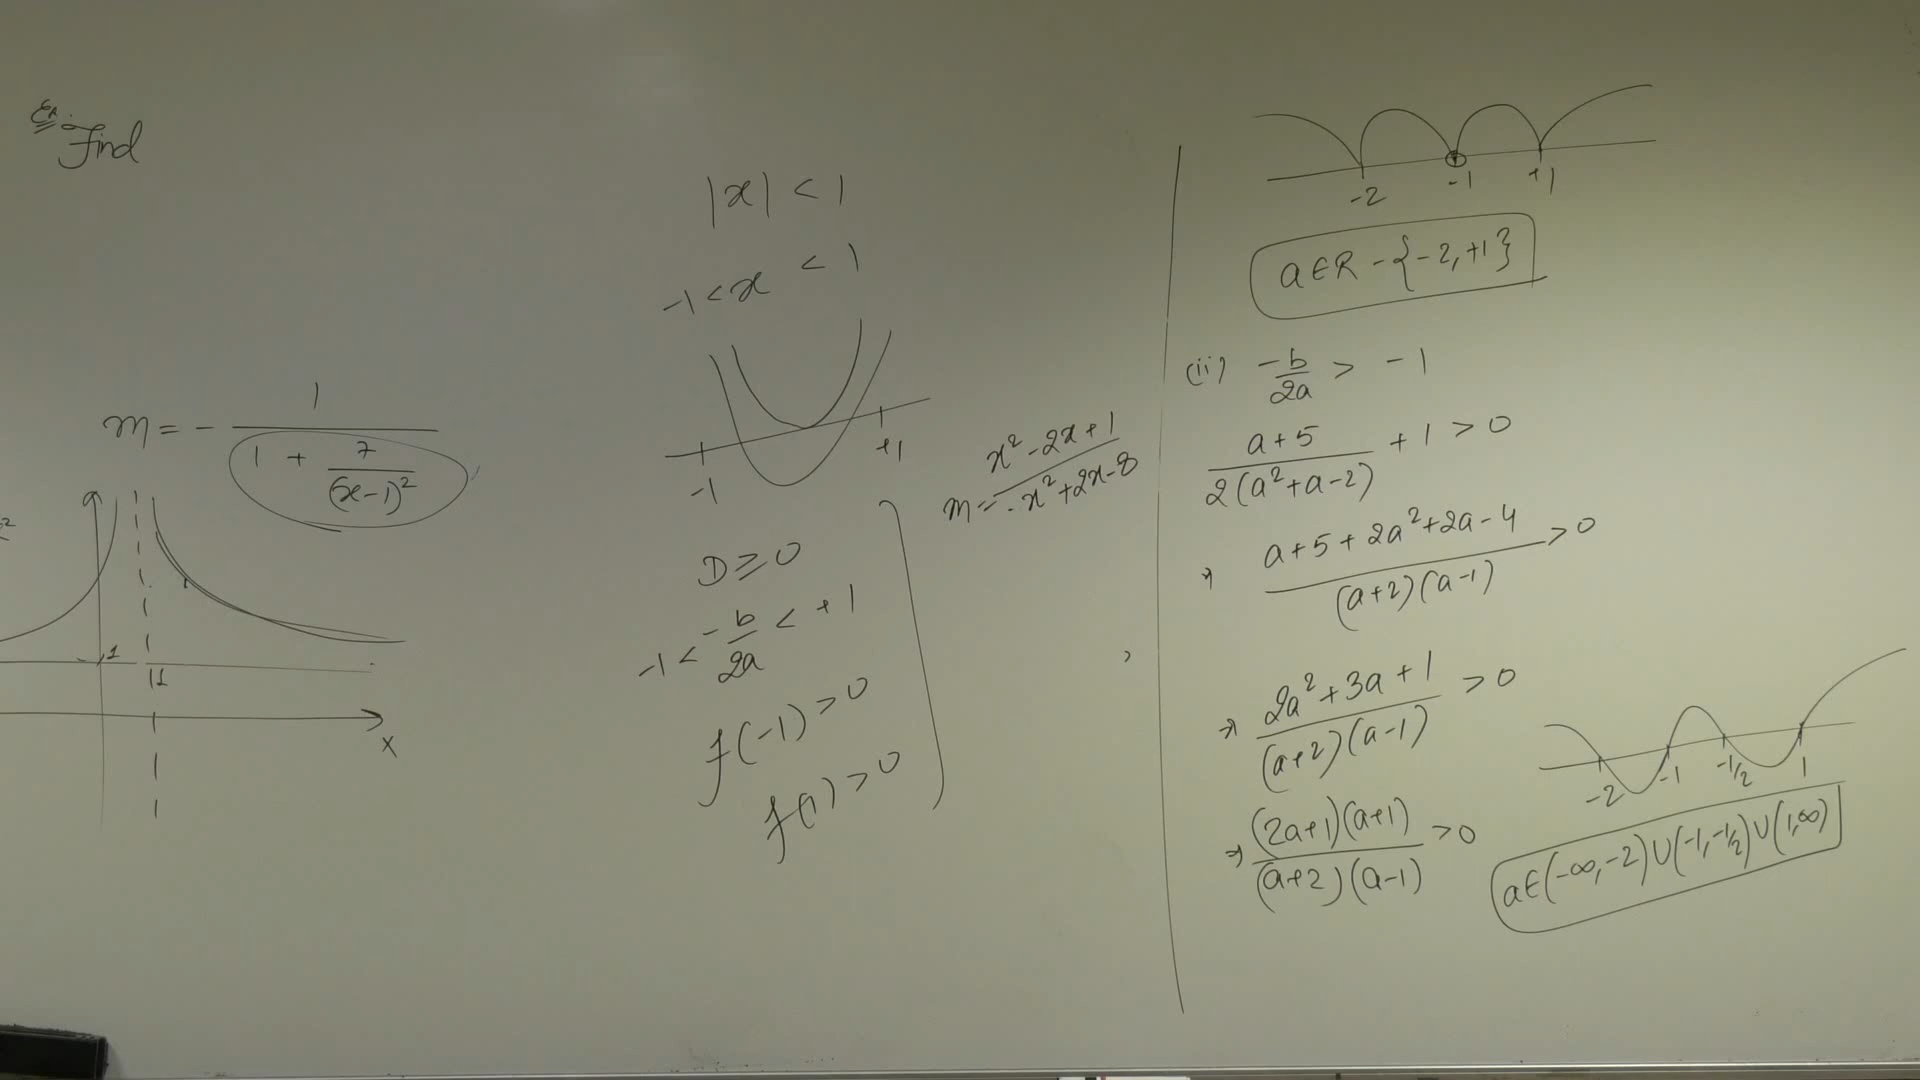 Ex. Find
m = - 1 / (1 + 7/(x-1)²)
2
1
1
x
|x| < 1
-1 < x < 1
-1 +1
D ≥ 0
-1 < -b/2a < +1
f(-1) > 0
f(1) > 0
m = (x² - 2x + 1) / (-x² + 2x - 8)
-2 -1 +1
a ∈ R - {-2, +1}
(ii) -b/2a > -1
(a + 5) / 2(a² + a - 2) + 1 > 0
⇒ (a + 5 + 2a² + 2a - 4) / (a+2)(a-1) > 0
⇒ (2a² + 3a + 1) / (a+2)(a-1) > 0
-2 -1 -1/2 1
⇒ (2a+1)(a+1) / (a+2)(a-1) > 0
a ∈ (-∞, -2) ∪ (-1, -1/2) ∪ (1, ∞)